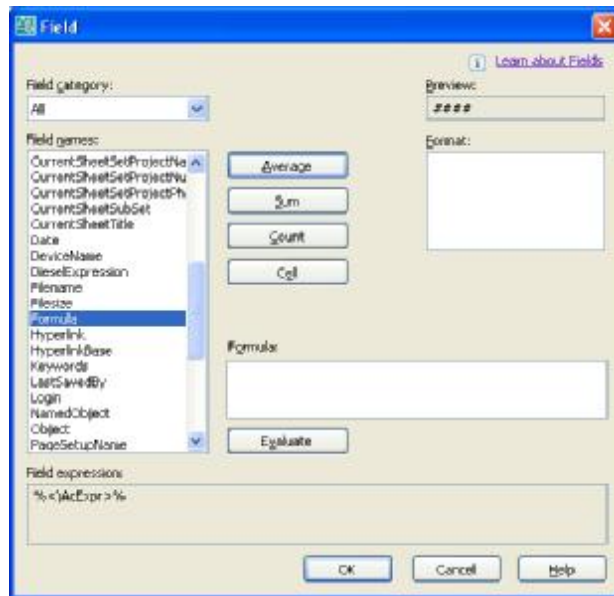 Field
Learn about Fields
Field category:
Preview:
All
####
Field names:
Format:
CurrentSheetSetProjectNa
CurrentSheetSetProjectNu
CurrentSheetSetProjectPh
CurrentSheetSubSet
CurrentSheetTitle
Date
DeviceName
DieselExpression
Filename
Filesize
Formula
Hyperlink
HyperlinkBase
Keywords
LastSavedBy
Login
NamedObject
Object
PageSetupName
Average
Sum
Count
Cell
Formula:
Evaluate
Field expression:
%<\AcExpr>%
OK
Cancel
Help